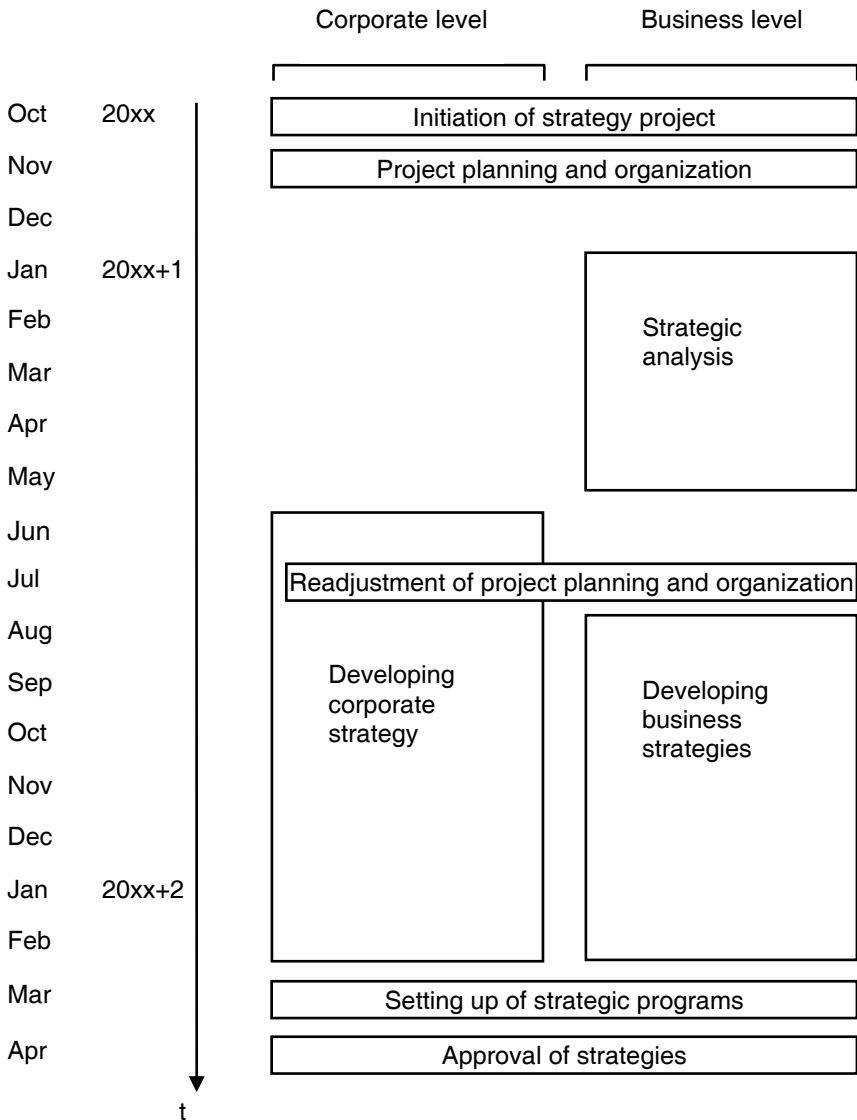 Corporate level Business level
Oct 20xx Initiation of strategy project
Nov Project planning and organization
Dec
Jan 20xx+1
Feb Strategic
analysis
Mar
Apr
May
Jun
Jul Readjustment of project planning and organization
Aug
Sep Developing
corporate
strategy
Developing
business
strategies
Oct
Nov
Dec
Jan 20xx+2
Feb
Mar Setting up of strategic programs
Apr Approval of strategies
t